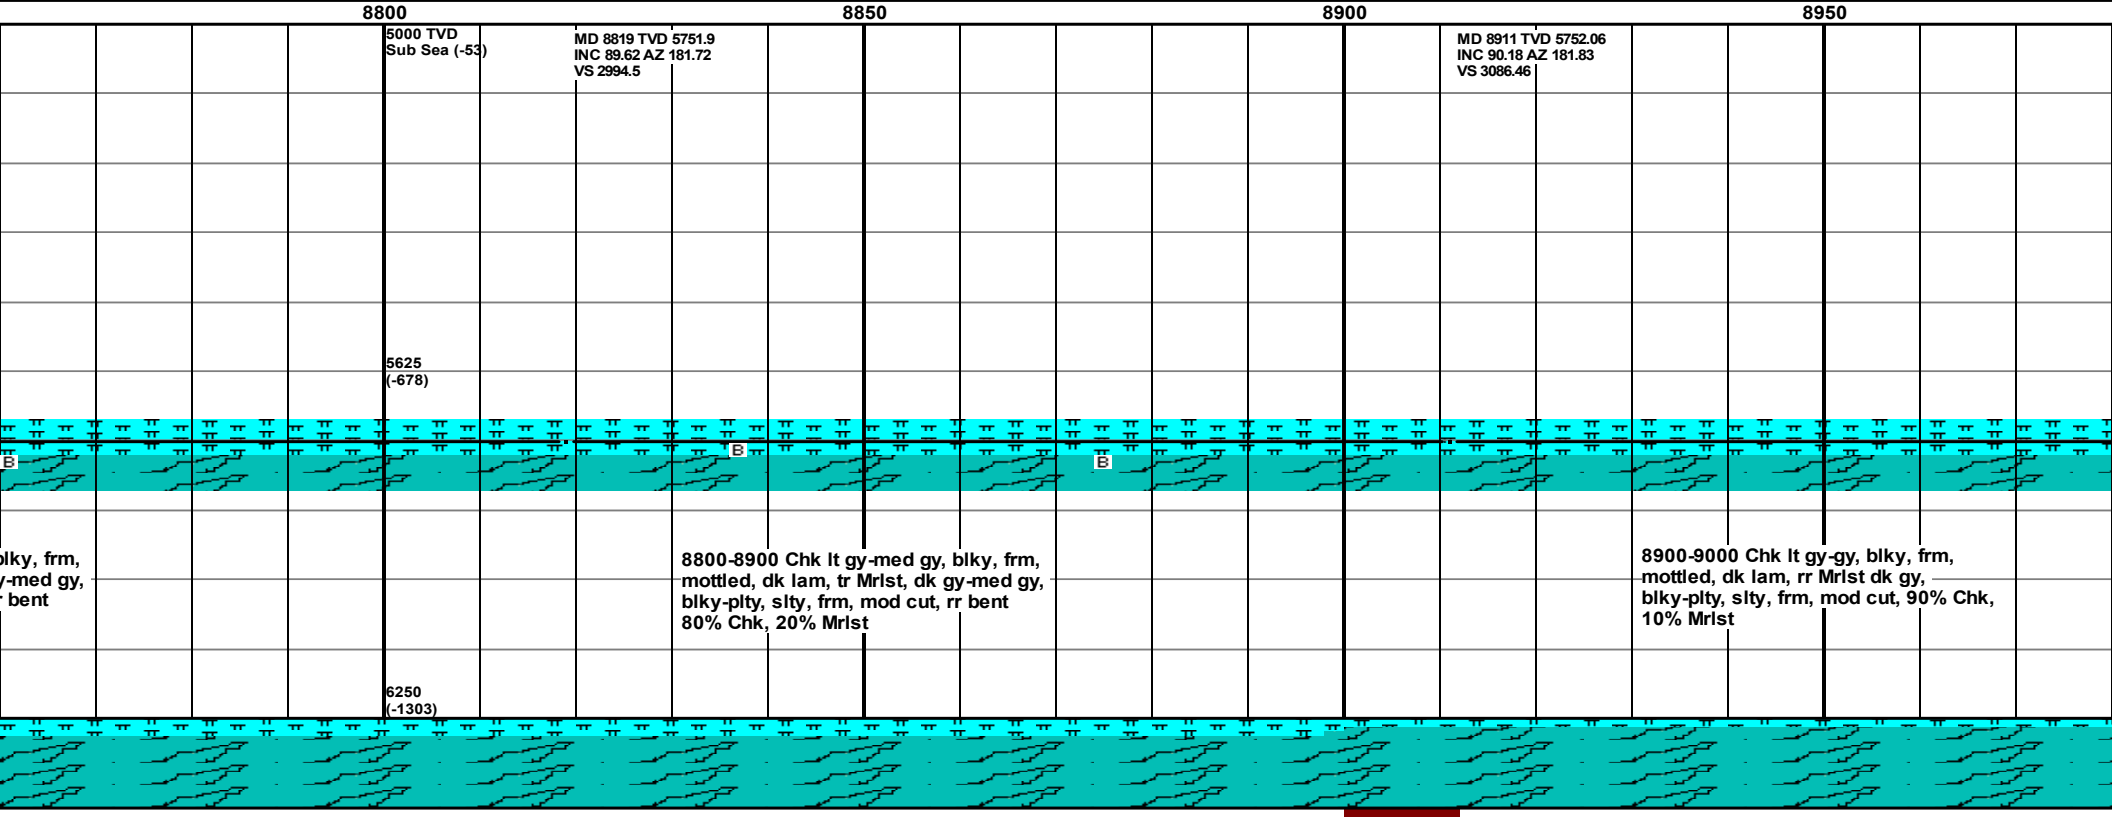 8800 8850 8900 8950
5000 TVD
Sub Sea (-53)
MD 8819 TVD 5751.9
INC 89.62 AZ 181.72
VS 2994.5
MD 8911 TVD 5752.06
INC 90.18 AZ 181.83
VS 3086.46
5625
(-678)
B
B
B
blky, frm,
y-med gy,
r bent
8800-8900 Chk lt gy-med gy, blky, frm,
mottled, dk lam, tr Mrlst, dk gy-med gy,
blky-plty, slty, frm, mod cut, rr bent
80% Chk, 20% Mrlst
8900-9000 Chk lt gy-gy, blky, frm,
mottled, dk lam, rr Mrlst dk gy,
blky-plty, slty, frm, mod cut, 90% Chk,
10% Mrlst
6250
(-1303)